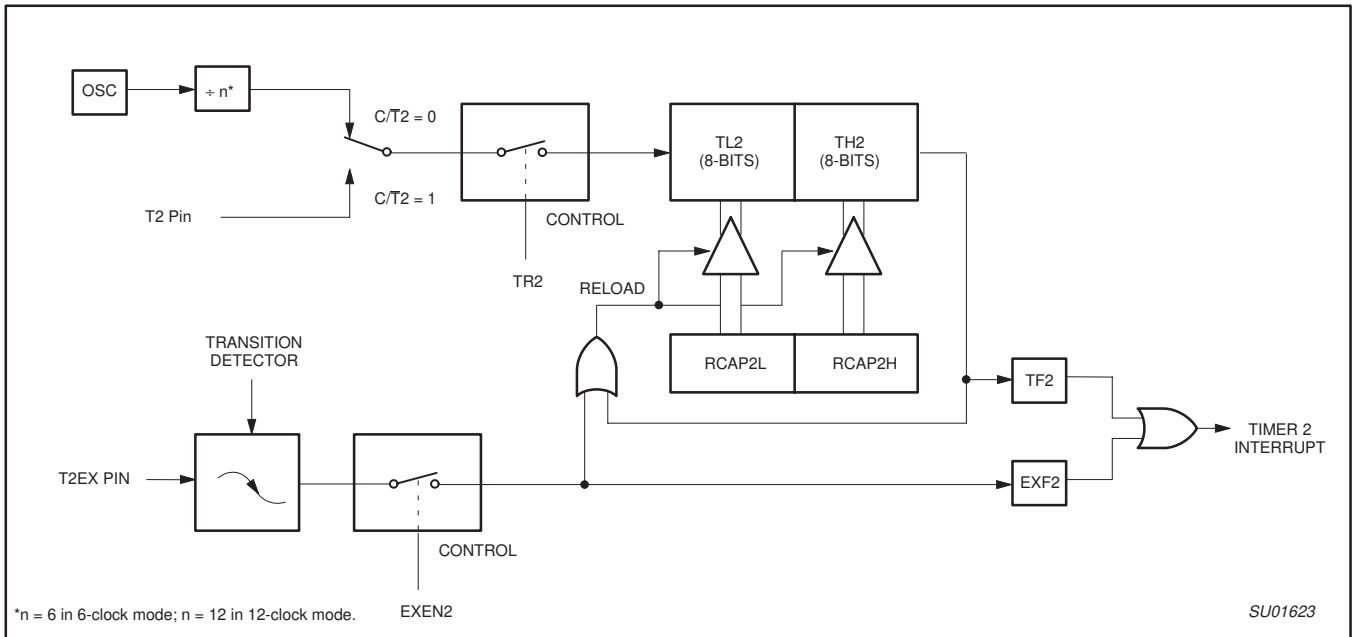 OSC
÷ n*
C/T̅2 = 0
TL2
(8-BITS)
TH2
(8-BITS)
C/T̅2 = 1
T2 Pin
CONTROL
TR2
RELOAD
TRANSITION
DETECTOR
RCAP2L
RCAP2H
TF2
TIMER 2
INTERRUPT
T2EX PIN
EXF2
CONTROL
EXEN2
*n = 6 in 6-clock mode; n = 12 in 12-clock mode.
SU01623